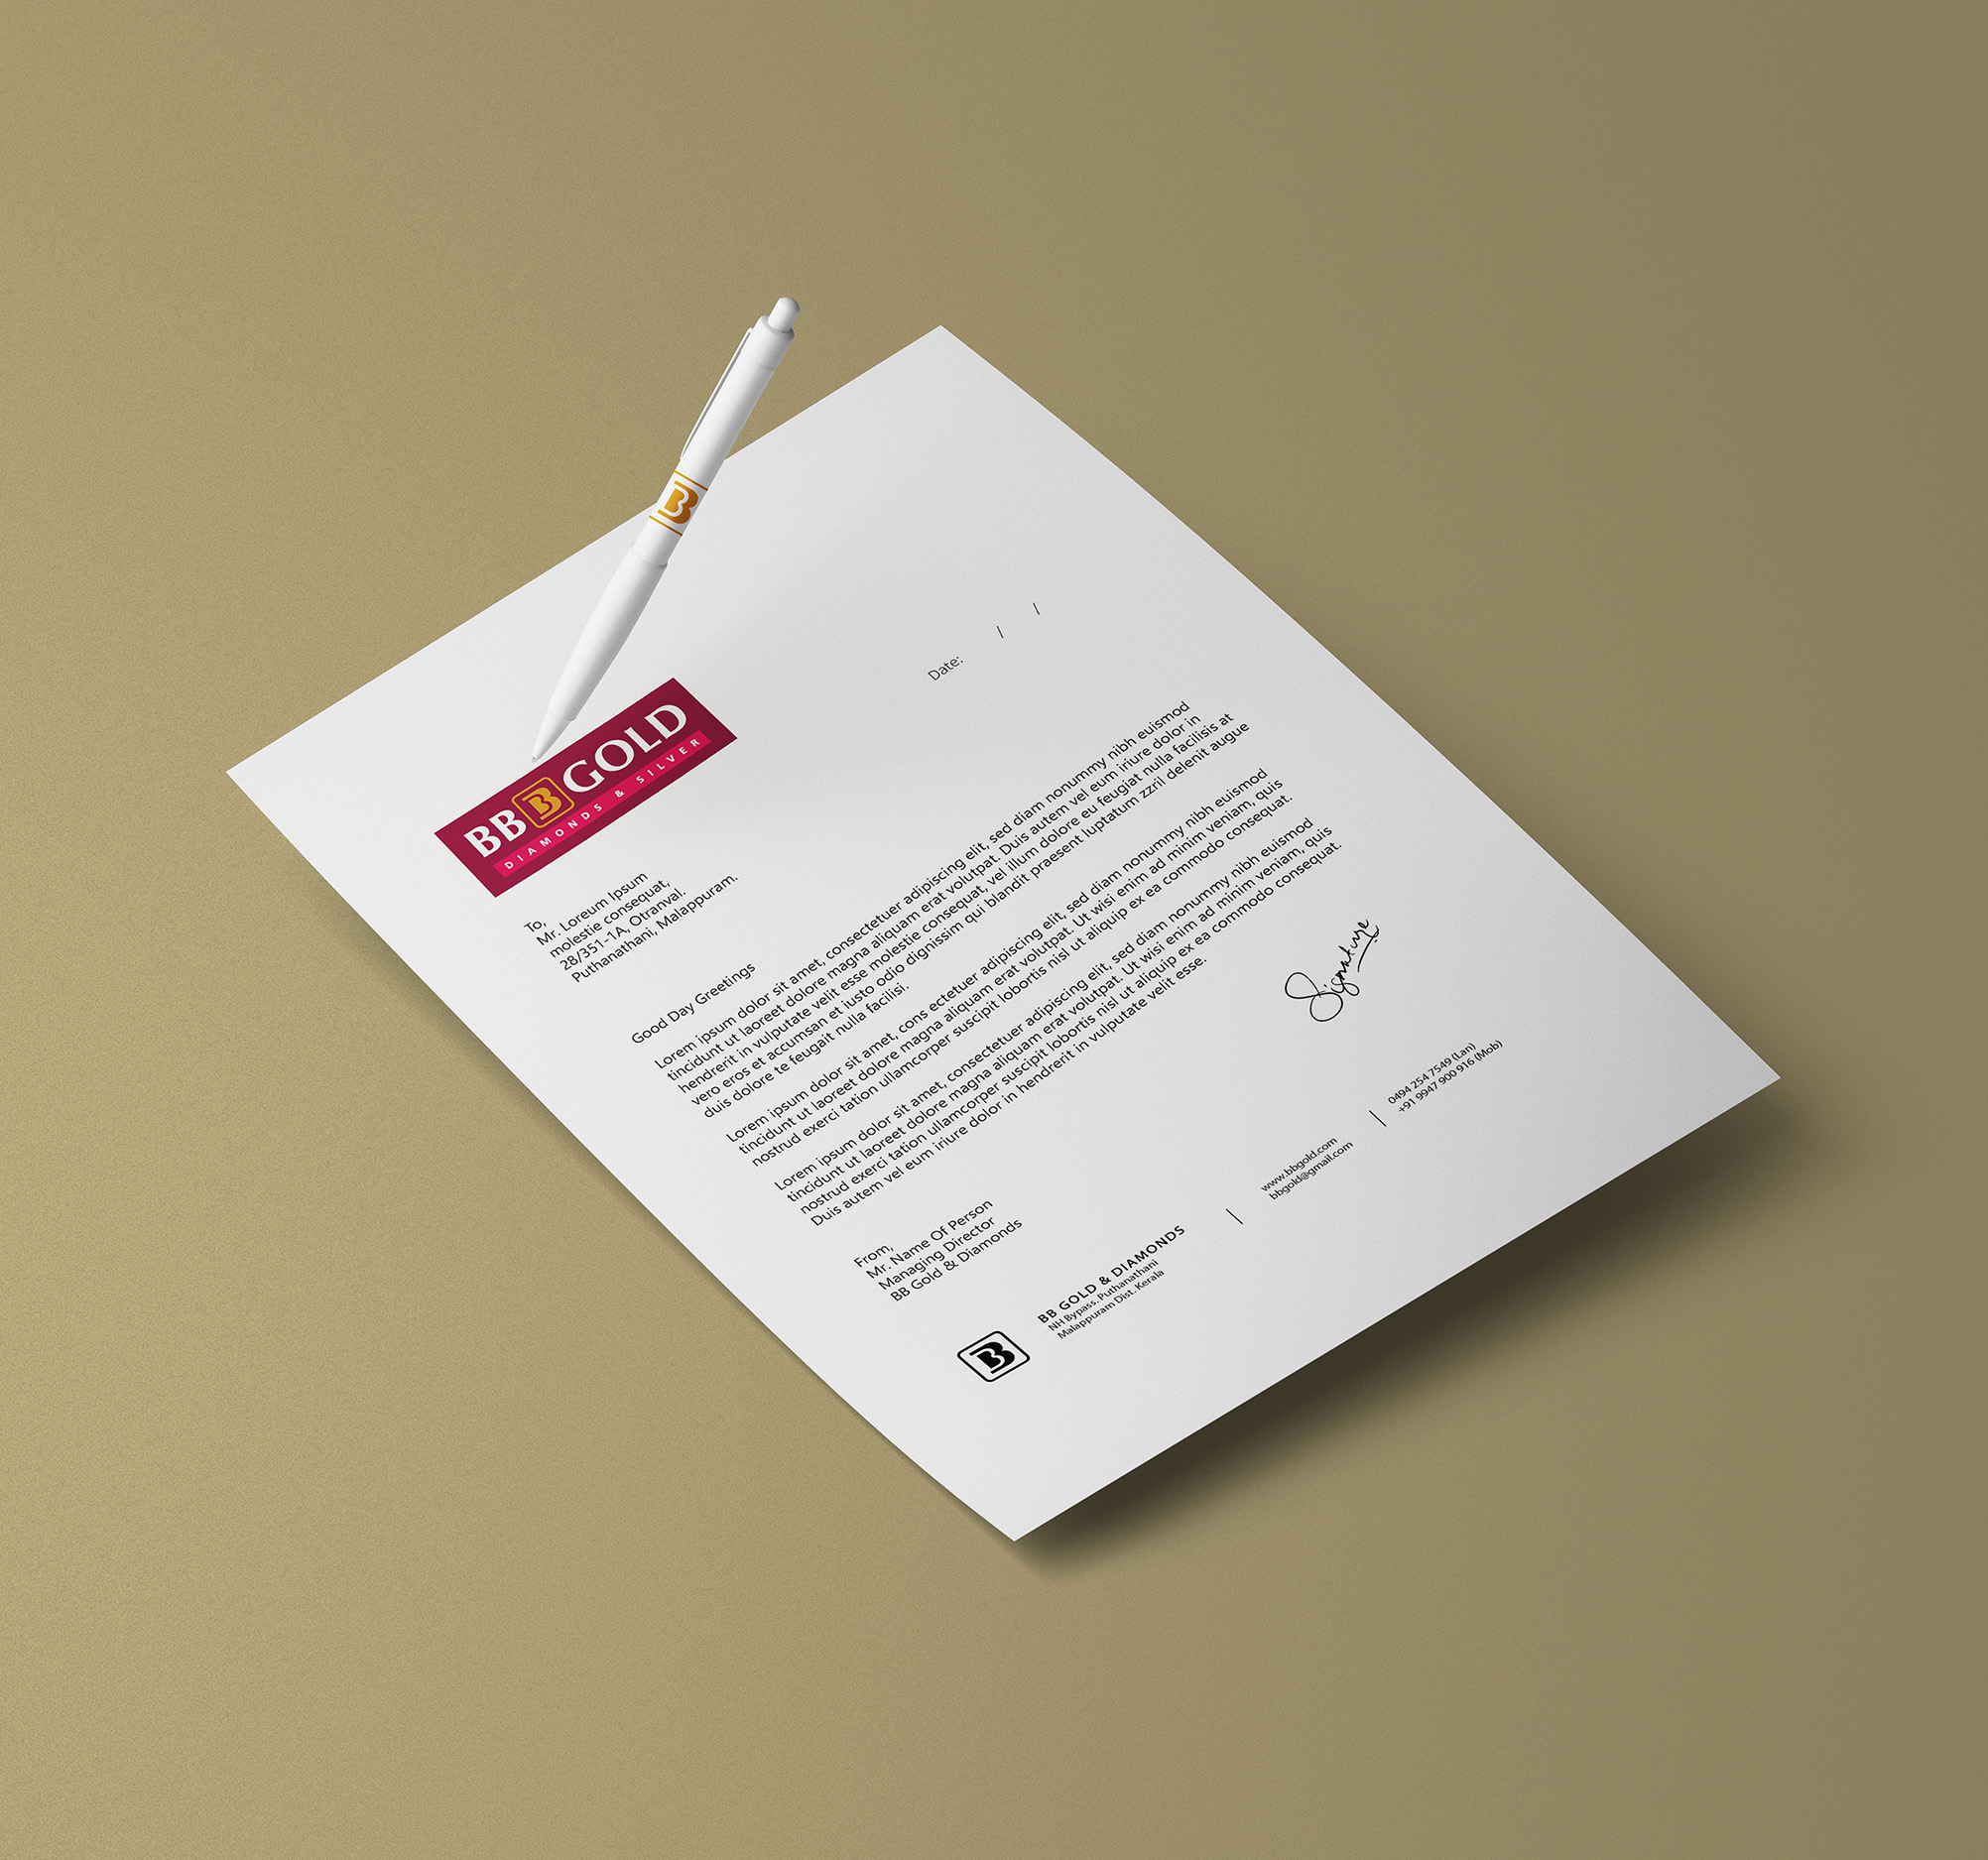 B
BB B GOLD
DIAMONDS & SILVER
Date: / /
To,
Mr. Loreum Ipsum
molestie consequat,
28/351-1A, Otranval.
Puthanathani, Malappuram.
Good Day Greetings
Lorem ipsum dolor sit amet, consectetuer adipiscing elit, sed diam nonummy nibh euismod
tincidunt ut laoreet dolore magna aliquam erat volutpat. Duis autem vel eum iriure dolor in
hendrerit in vulputate velit esse molestie consequat, vel illum dolore eu feugiat nulla facilisis at
vero eros et accumsan et iusto odio dignissim qui blandit praesent luptatum zzril delenit augue
duis dolore te feugait nulla facilisi.
Lorem ipsum dolor sit amet, cons ectetuer adipiscing elit, sed diam nonummy nibh euismod
tincidunt ut laoreet dolore magna aliquam erat volutpat. Ut wisi enim ad minim veniam, quis
nostrud exerci tation ullamcorper suscipit lobortis nisl ut aliquip ex ea commodo consequat.
Lorem ipsum dolor sit amet, consectetuer adipiscing elit, sed diam nonummy nibh euismod
tincidunt ut laoreet dolore magna aliquam erat volutpat. Ut wisi enim ad minim veniam, quis
nostrud exerci tation ullamcorper suscipit lobortis nisl ut aliquip ex ea commodo consequat.
Duis autem vel eum iriure dolor in hendrerit in vulputate velit esse.
Signature
From,
Mr. Name Of Person
Managing Director
BB Gold & Diamonds
B
BB GOLD & DIAMONDS
NH Bypass, Puthanathani
Malappuram Dist. Kerala
www.bbgold.com
bbgold@gmail.com
0494 254 7549 (Lan)
+91 9947 900 916 (Mob)